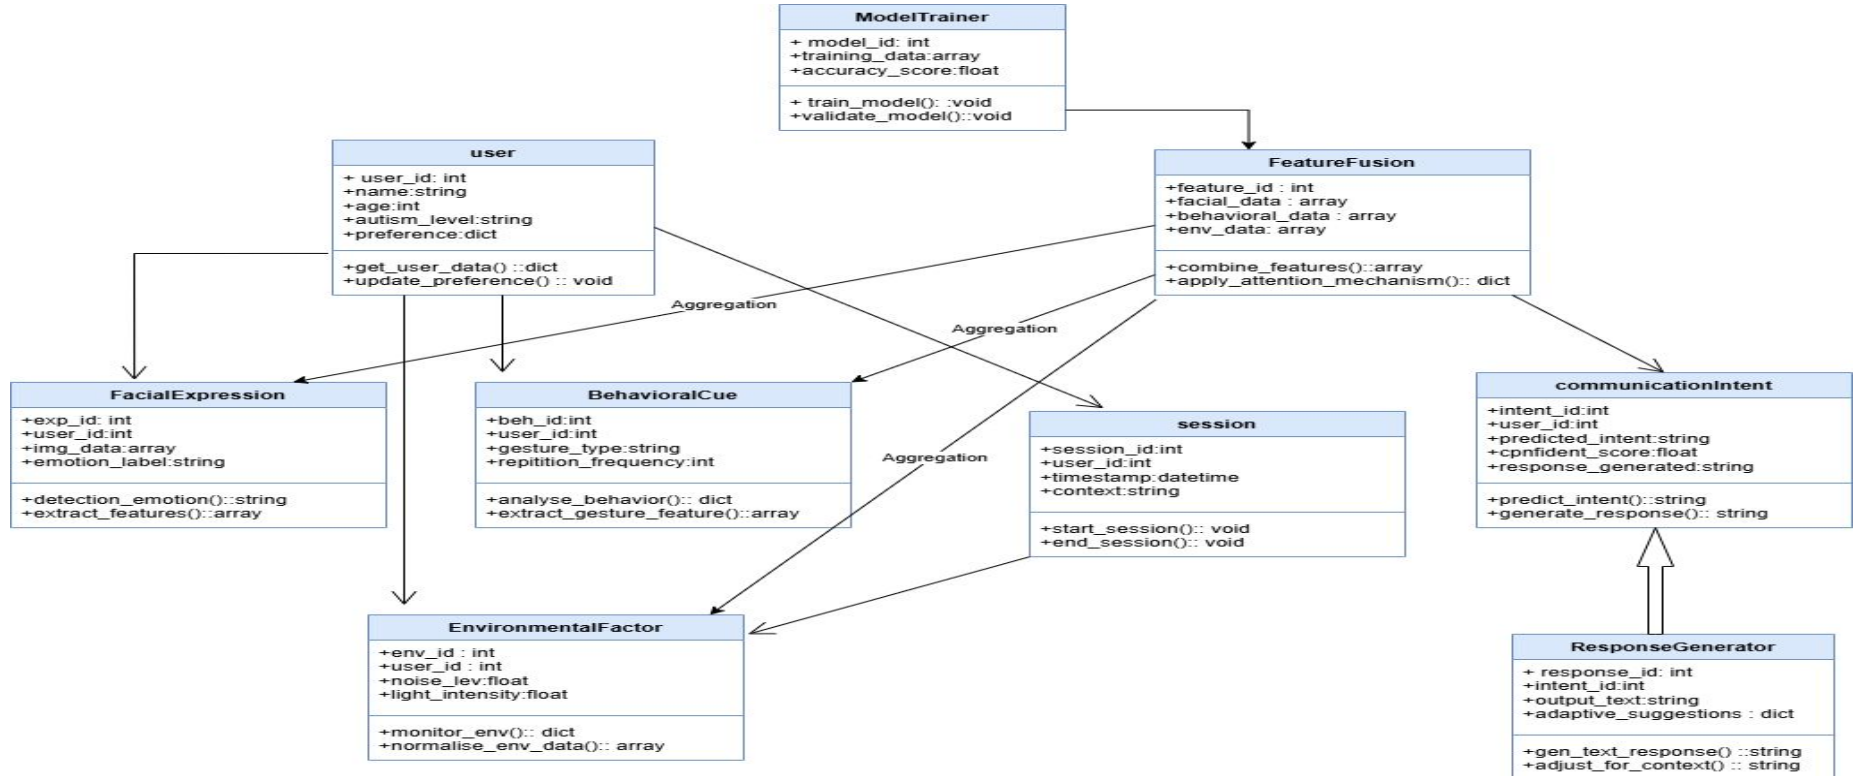 ModelTrainer
+ model_id: int
+training_data:array
+accuracy_score:float
+ train_model(): :void
+validate_model()::void
user
+ user_id: int
+name:string
+age:int
+autism_level:string
+preference:dict
+get_user_data() ::dict
+update_preference() :: void
FeatureFusion
+feature_id : int
+facial_data : array
+behavioral_data : array
+env_data: array
+combine_features()::array
+apply_attention_mechanism():: dict
Aggregation
Aggregation
Aggregation
FacialExpression
+exp_id: int
+user_id:int
+img_data:array
+emotion_label:string
+detection_emotion()::string
+extract_features()::array
BehavioralCue
+beh_id:int
+user_id:int
+gesture_type:string
+repitition_frequency:int
+analyse_behavior():: dict
+extract_gesture_feature()::array
session
+session_id:int
+user_id:int
+timestamp:datetime
+context:string
+start_session():: void
+end_session():: void
communicationIntent
+intent_id:int
+user_id:int
+predicted_intent:string
+cpnfident_score:float
+response_generated:string
+predict_intent()::string
+generate_response():: string
EnvironmentalFactor
+env_id : int
+user_id : int
+noise_lev:float
+light_intensity:float
+monitor_env():: dict
+normalise_env_data():: array
ResponseGenerator
+ response_id: int
+intent_id:int
+output_text:string
+adaptive_suggestions : dict
+gen_text_response() ::string
+adjust_for_context() :: string